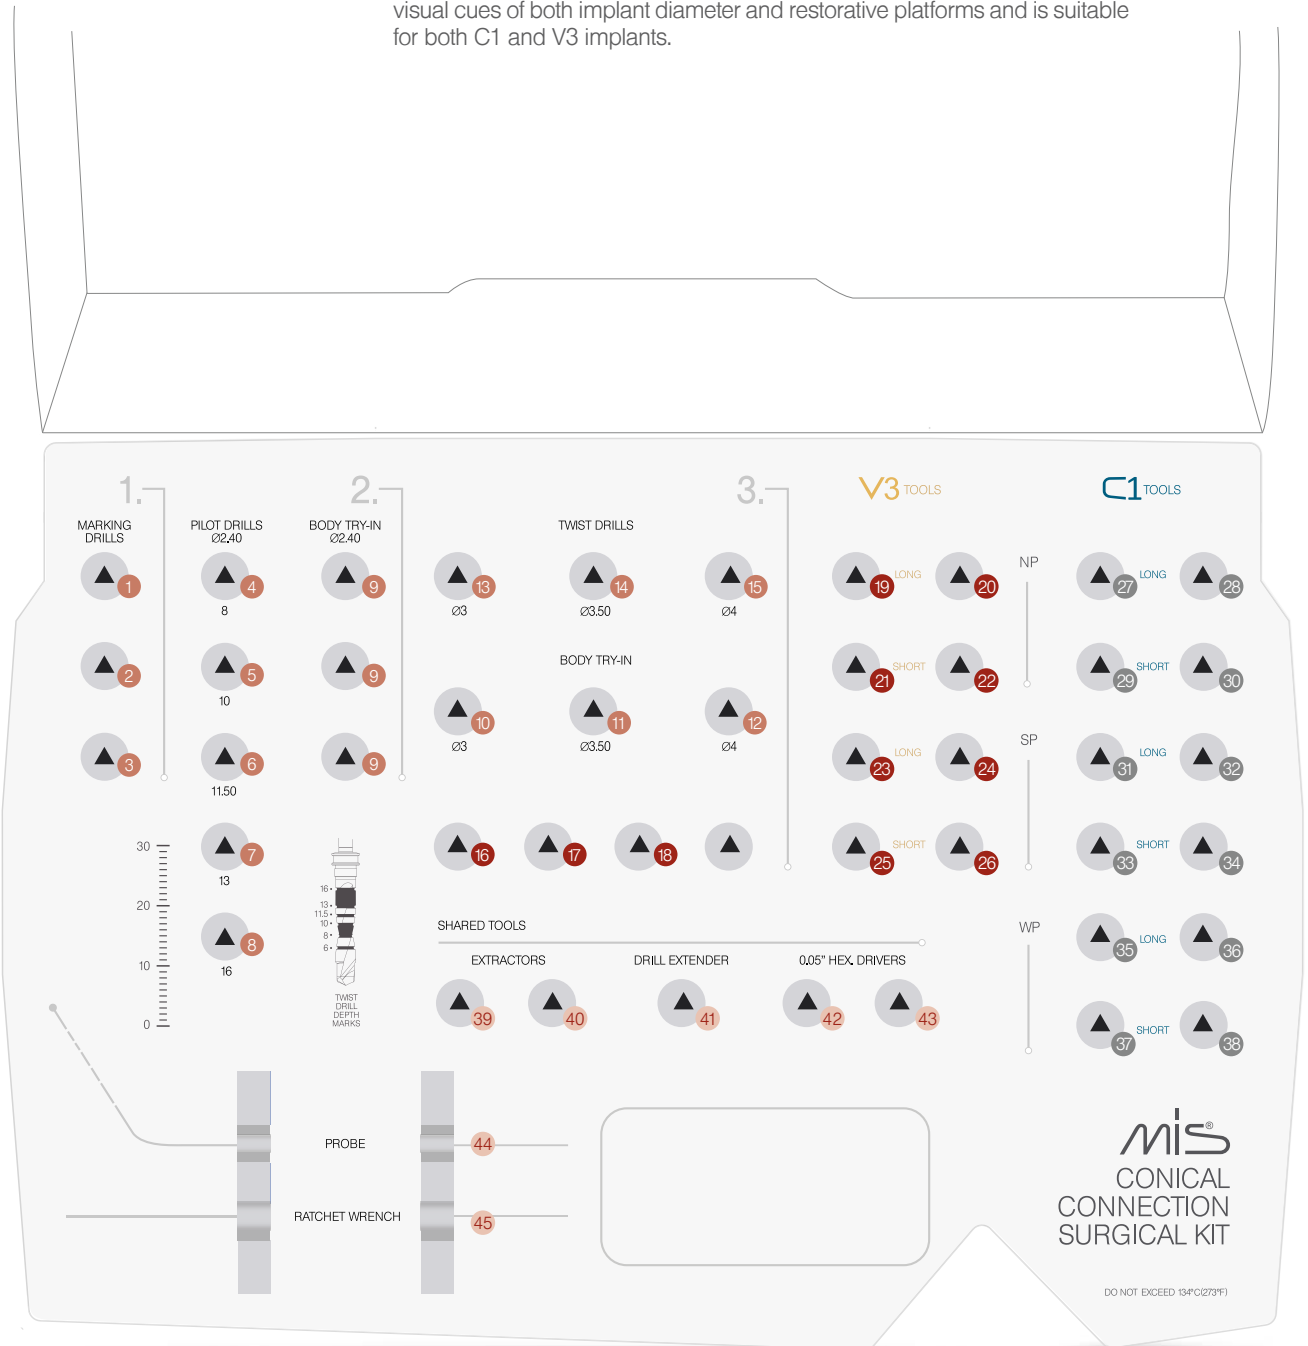 visual cues of both implant diameter and restorative platforms and is suitable
for both C1 and V3 implants.
1.
2.
3.
V3 TOOLS
C1 TOOLS
MARKING
DRILLS
PILOT DRILLS
Ø2.40
BODY TRY-IN
Ø2.40
TWIST DRILLS
1
4
9
13
14
15
19
LONG
20
NP
27
LONG
28
8
Ø3
Ø3.50
Ø4
BODY TRY-IN
2
5
9
21
SHORT
22
29
SHORT
30
10
10
11
12
Ø3
Ø3.50
Ø4
SP
3
6
9
23
LONG
24
31
LONG
32
11.50
7
16
17
18
25
SHORT
26
33
SHORT
34
13
8
16
30
20
10
0
16
13
11.5
10
8
6
TWIST
DRILL
DEPTH
MARKS
SHARED TOOLS
EXTRACTORS
DRILL EXTENDER
0.05" HEX. DRIVERS
39
40
41
42
43
WP
35
LONG
36
37
SHORT
38
PROBE
44
RATCHET WRENCH
45
mis®
CONICAL
CONNECTION
SURGICAL KIT
DO NOT EXCEED 134°C(273°F)